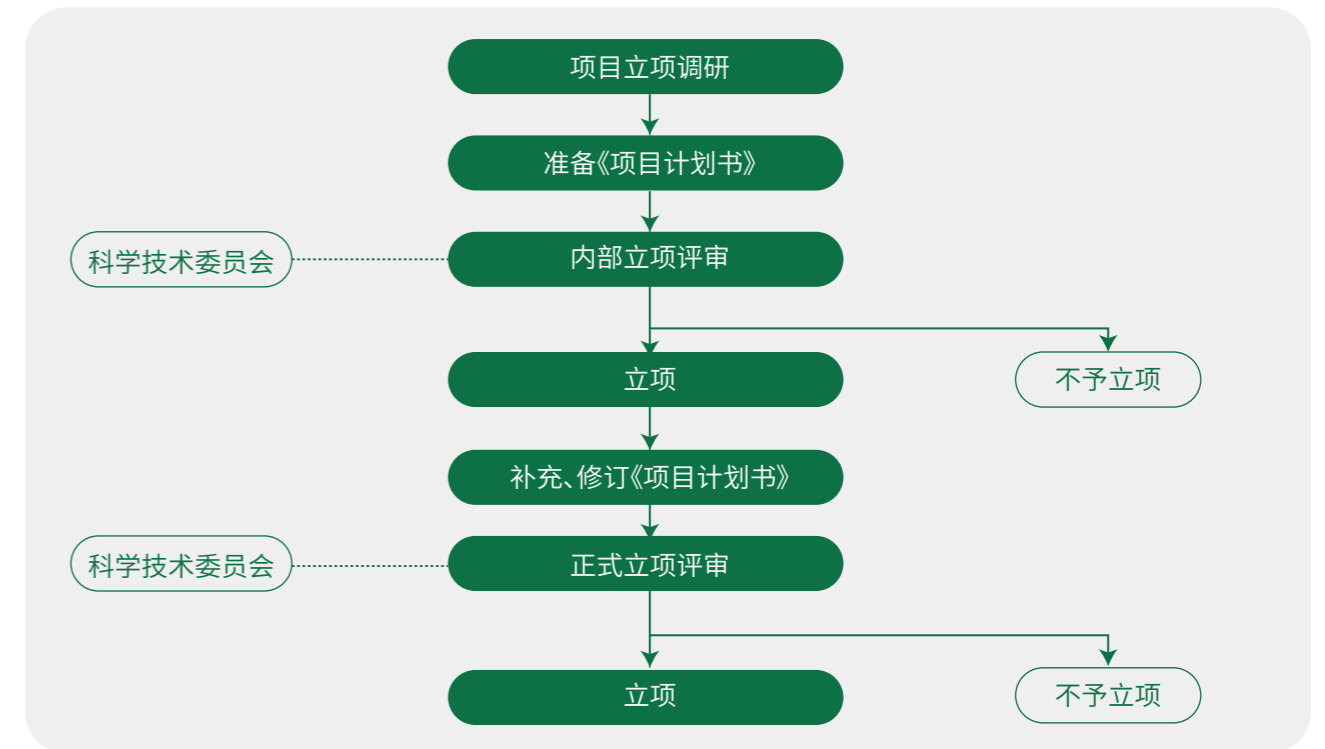 项目立项调研
准备《项目计划书》
科学技术委员会
内部立项评审
立项
不予立项
补充、修订《项目计划书》
科学技术委员会
正式立项评审
立项
不予立项